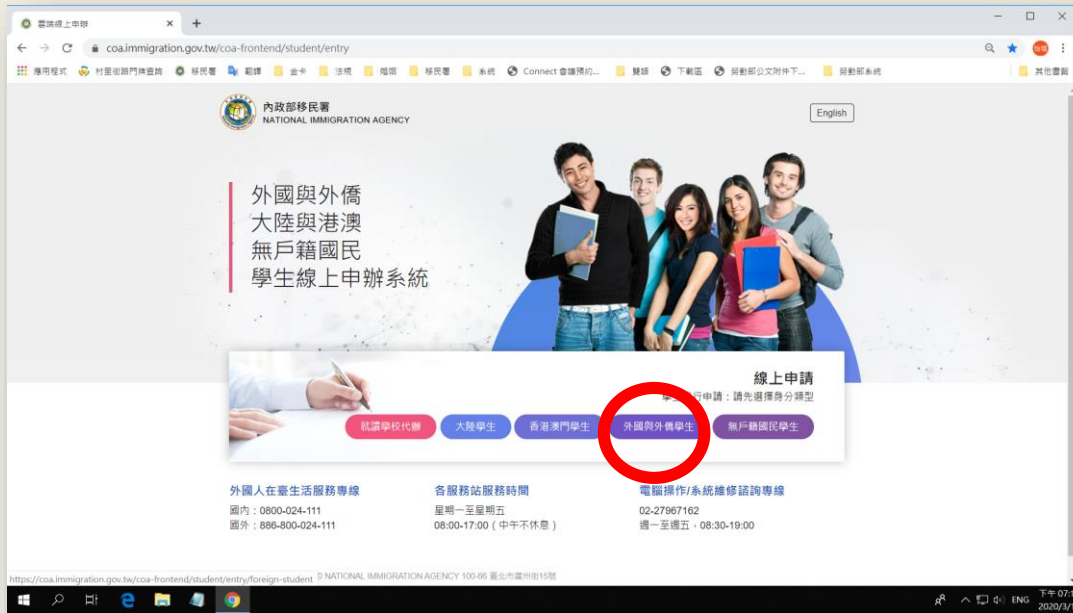 雲端線上申辦
coa.immigration.gov.tw/coa-frontend/student/entry
應用程式 村里街路門牌查詢 移民署 翻譯 金卡 法規 婚姻 移民署 系統 Connect 會議預約... 雙語 下載區 勞動部公文附件下... 勞動部系統 其他書籤
內政部移民署
NATIONAL IMMIGRATION AGENCY
English
外國與外僑
大陸與港澳
無戶籍國民
學生線上申辦系統
線上申請
行申請：請先選擇身分類型
就讀學校代辦 大陸學生 香港澳門學生 外國與外僑學生 無戶籍國民學生
外國人在臺生活服務專線 各服務站服務時間 電腦操作/系統維修諮詢專線
國內：0800-024-111 星期一至星期五 02-27967162
國外：886-800-024-111 08:00-17:00 ( 中午不休息 ) 週一至週五，08:30-19:00
https://coa.immigration.gov.tw/coa-frontend/student/entry/foreign-student © NATIONAL IMMIGRATION AGENCY 100-66 臺北市廣州街15號
ENG
下午 07:1
2020/3/1